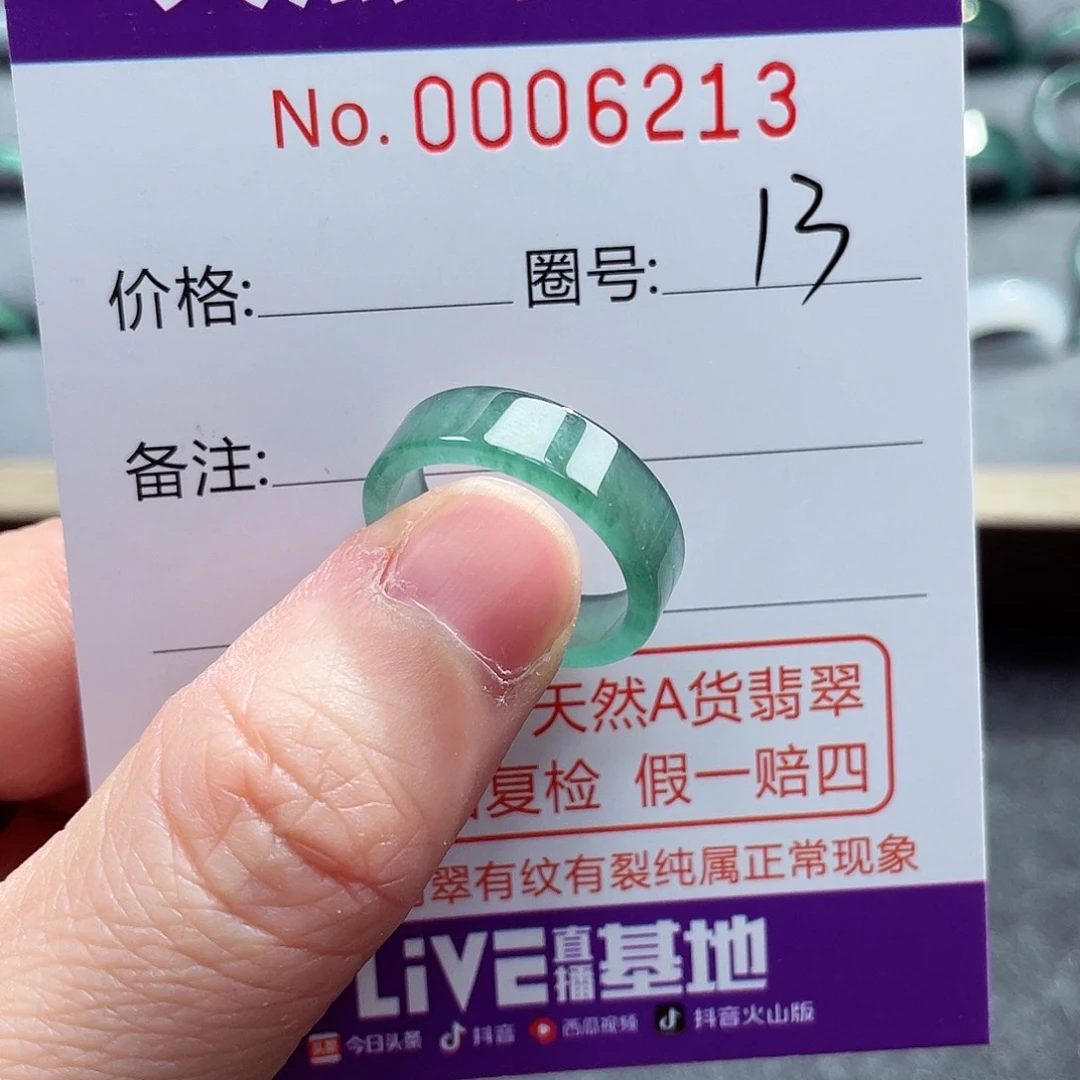 No. 0006213
价格: 圈号: 13
备注:
天然A货翡翠
复检 假一赔四
翠有纹有裂纯属正常现象
LiVE直播基地
头条 今日头条 抖音 西瓜视频 抖音火山版